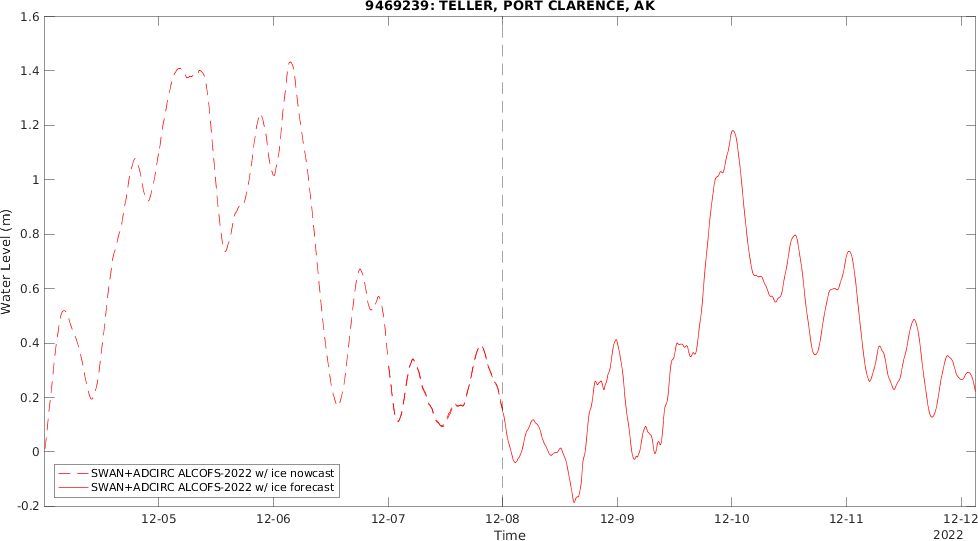 9469239: TELLER, PORT CLARENCE, AK
1.6
1.4
1.2
1
0.8
0.6
0.4
0.2
0
-0.2
Water Level (m)
SWAN+ADCIRC ALCOFS-2022 w/ ice nowcast
SWAN+ADCIRC ALCOFS-2022 w/ ice forecast
12-05 12-06 12-07 12-08 12-09 12-10 12-11 12-12
Time
2022